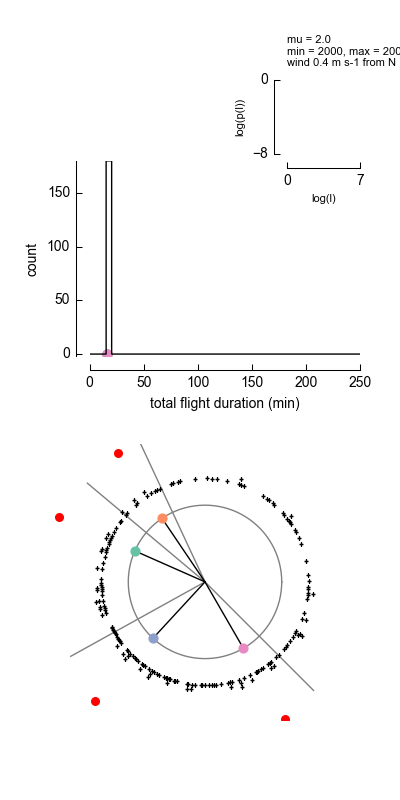 mu = 2.0
min = 2000, max = 200
wind 0.4 m s-1 from N
0
log(p(l))
−8
0 7
log(l)
150
100
count
50
0
0 50 100 150 200 250
total flight duration (min)